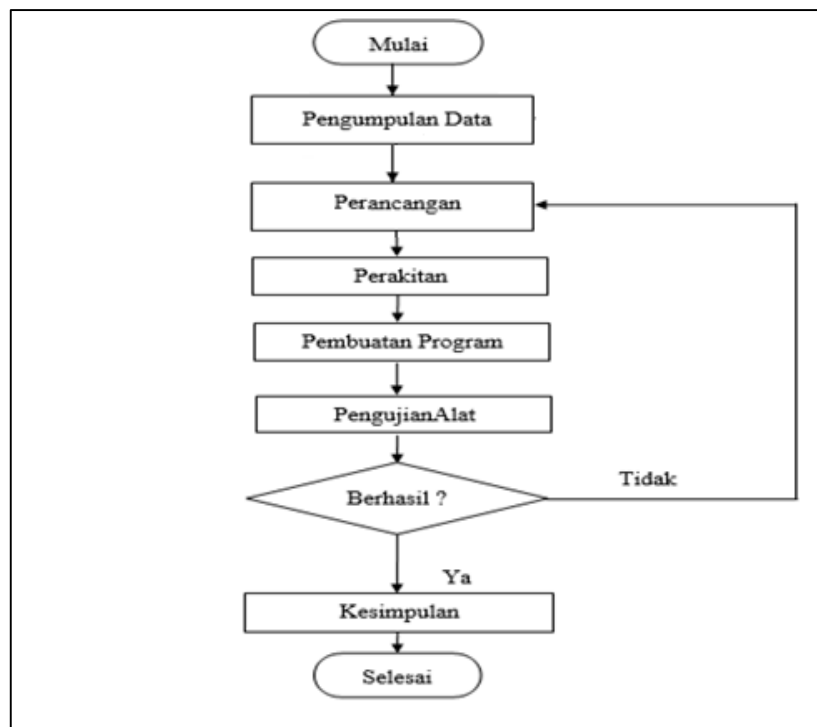 Mulai
Pengumpulan Data
Perancangan
Perakitan
Pembuatan Program
PengujianAlat
Berhasil ?
Tidak
Ya
Kesimpulan
Selesai